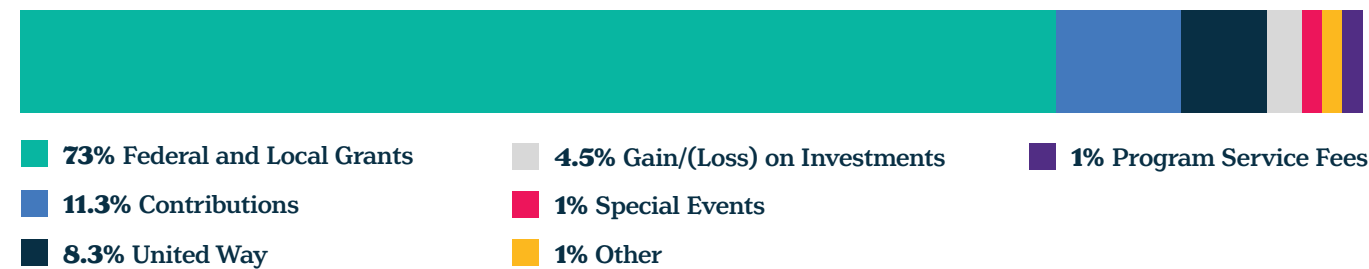 73% Federal and Local Grants
11.3% Contributions
8.3% United Way
4.5% Gain/(Loss) on Investments
1% Special Events
1% Other
1% Program Service Fees